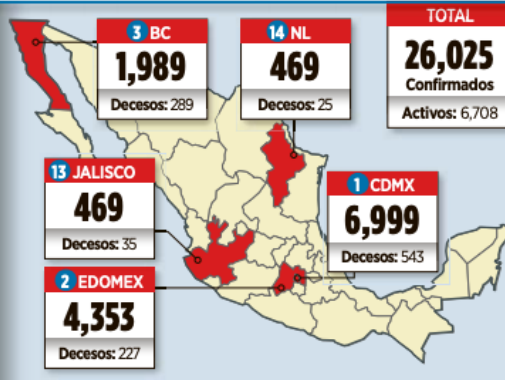 3 BC
1,989
Decesos: 289
14 NL
469
Decesos: 25
TOTAL
26,025
Confirmados
Activos: 6,708
13 JALISCO
469
Decesos: 35
1 CDMX
6,999
Decesos: 543
2 EDOMEX
4,353
Decesos: 227